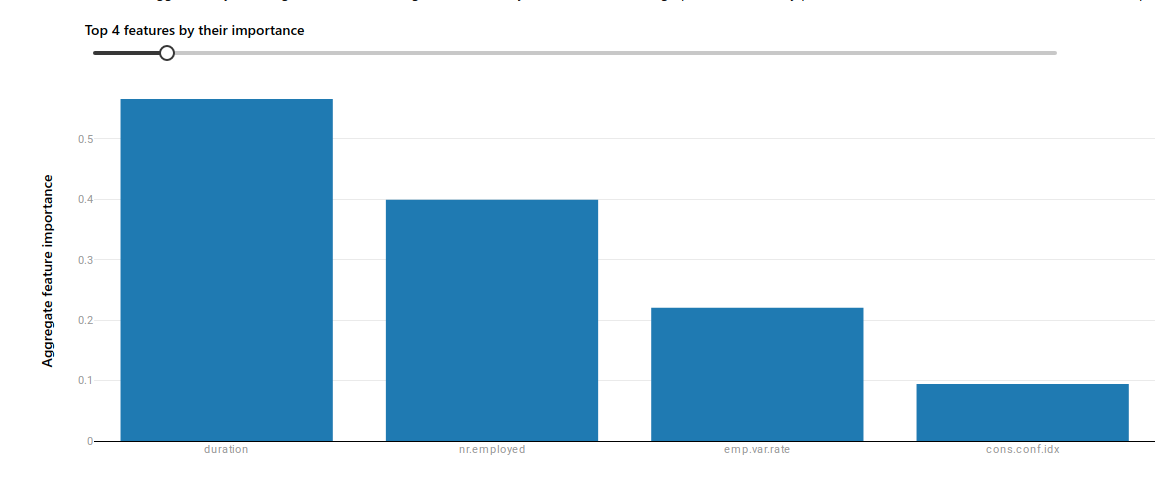 Top 4 features by their importance
Aggregate feature importance
0.5
0.4
0.3
0.2
0.1
0
duration
nr.employed
emp.var.rate
cons.conf.idx